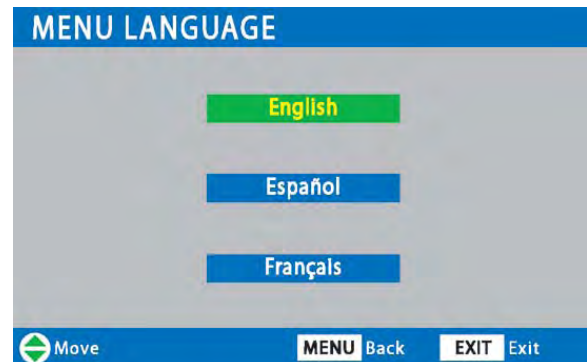 MENU LANGUAGE
English
Español
Français
Move MENU Back EXIT Exit